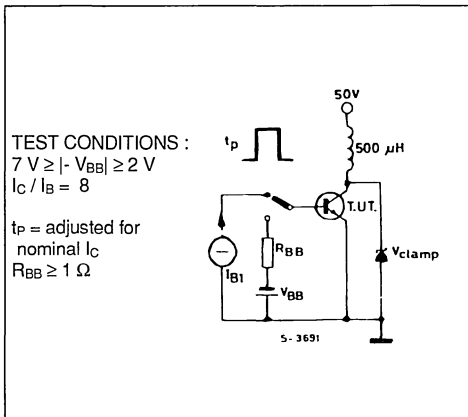 TEST CONDITIONS :
7 V ≥ |- VBB| ≥ 2 V
IC / IB = 8
tP = adjusted for
nominal IC
RBB ≥ 1 Ω
tp
50V
500 µH
T.U.T.
IB1
RBB
VBB
Vclamp
S-3691